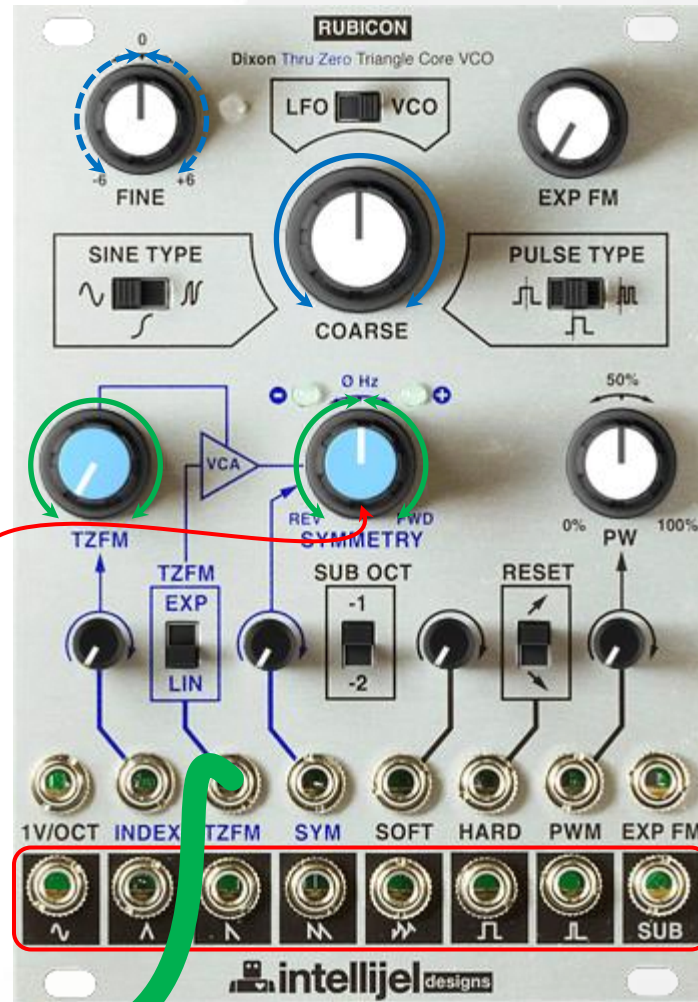 RUBICON
0
Dixon Thru Zero Triangle Core VCO
LFO VCO
-6 +6
FINE
EXP FM
SINE TYPE
PULSE TYPE
COARSE
O Hz
50%
VCA
REV FWD
0% 100%
TZFM
SYMMETRY
PW
TZFM
SUB OCT
RESET
EXP
-1
LIN
-2
1V/OCT INDEX TZFM SYM SOFT HARD PWM EXP FM
SUB
intellijel designs